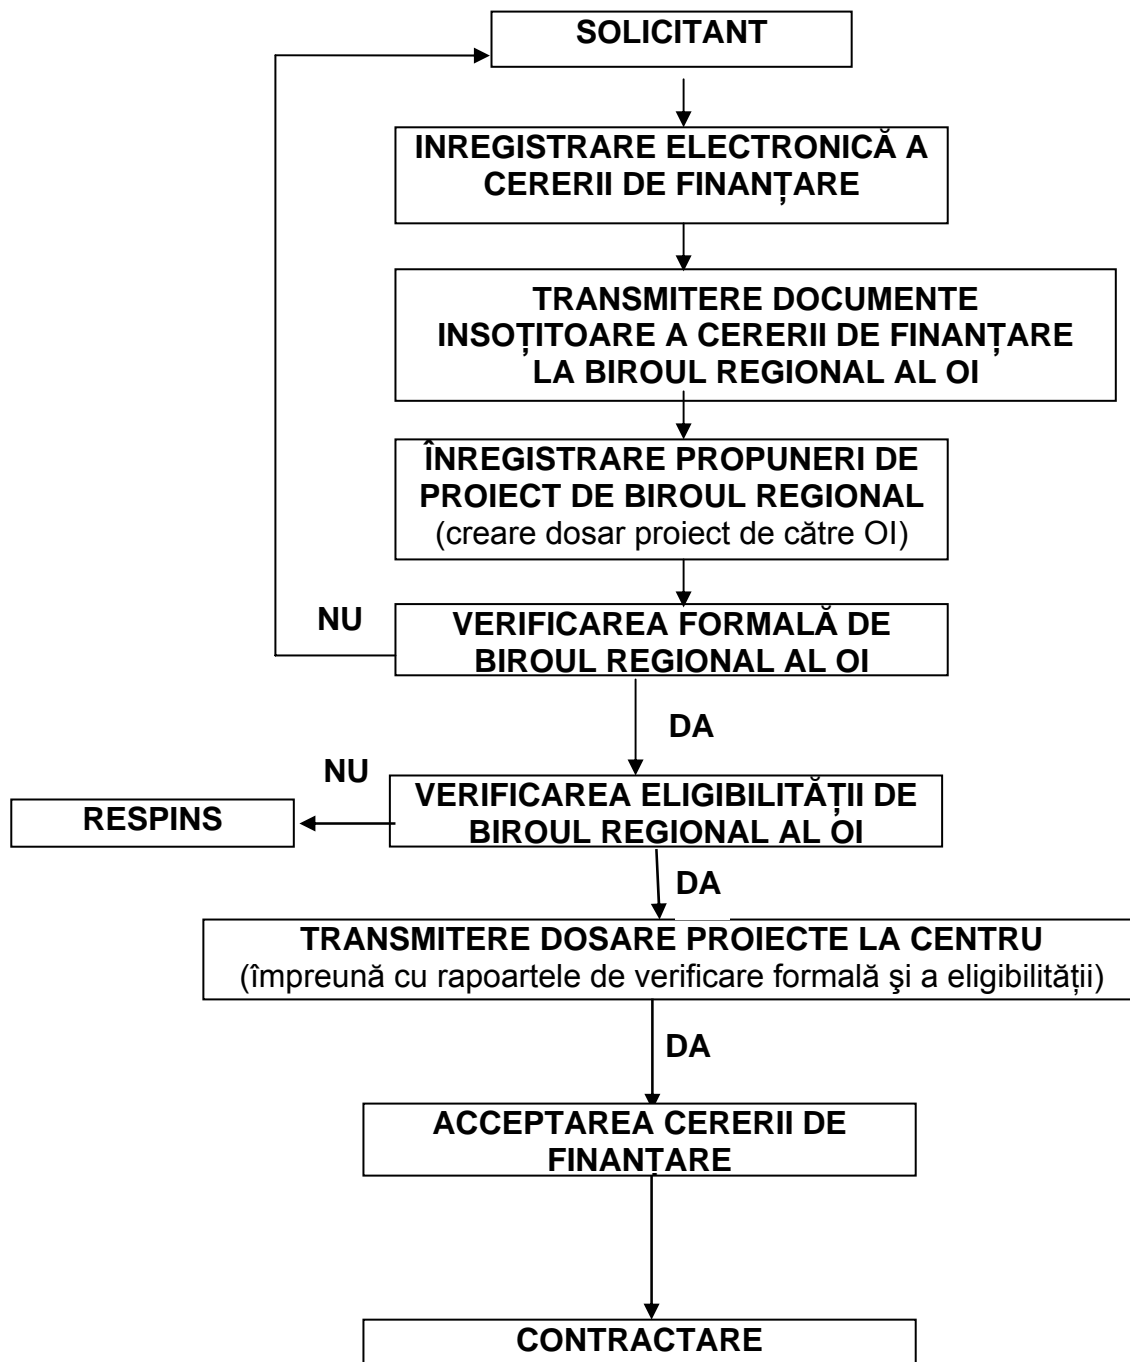 SOLICITANT
INREGISTRARE ELECTRONICĂ A
CERERII DE FINANȚARE
TRANSMITERE DOCUMENTE
INSOȚITOARE A CERERII DE FINANȚARE
LA BIROUL REGIONAL AL OI
ÎNREGISTRARE PROPUNERI DE
PROIECT DE BIROUL REGIONAL
(creare dosar proiect de către OI)
NU
VERIFICAREA FORMALĂ DE
BIROUL REGIONAL AL OI
DA
NU
VERIFICAREA ELIGIBILITĂȚII DE
BIROUL REGIONAL AL OI
RESPINS
DA
TRANSMITERE DOSARE PROIECTE LA CENTRU
(împreună cu rapoartele de verificare formală şi a eligibilității)
DA
ACCEPTAREA CERERII DE
FINANȚARE
CONTRACTARE